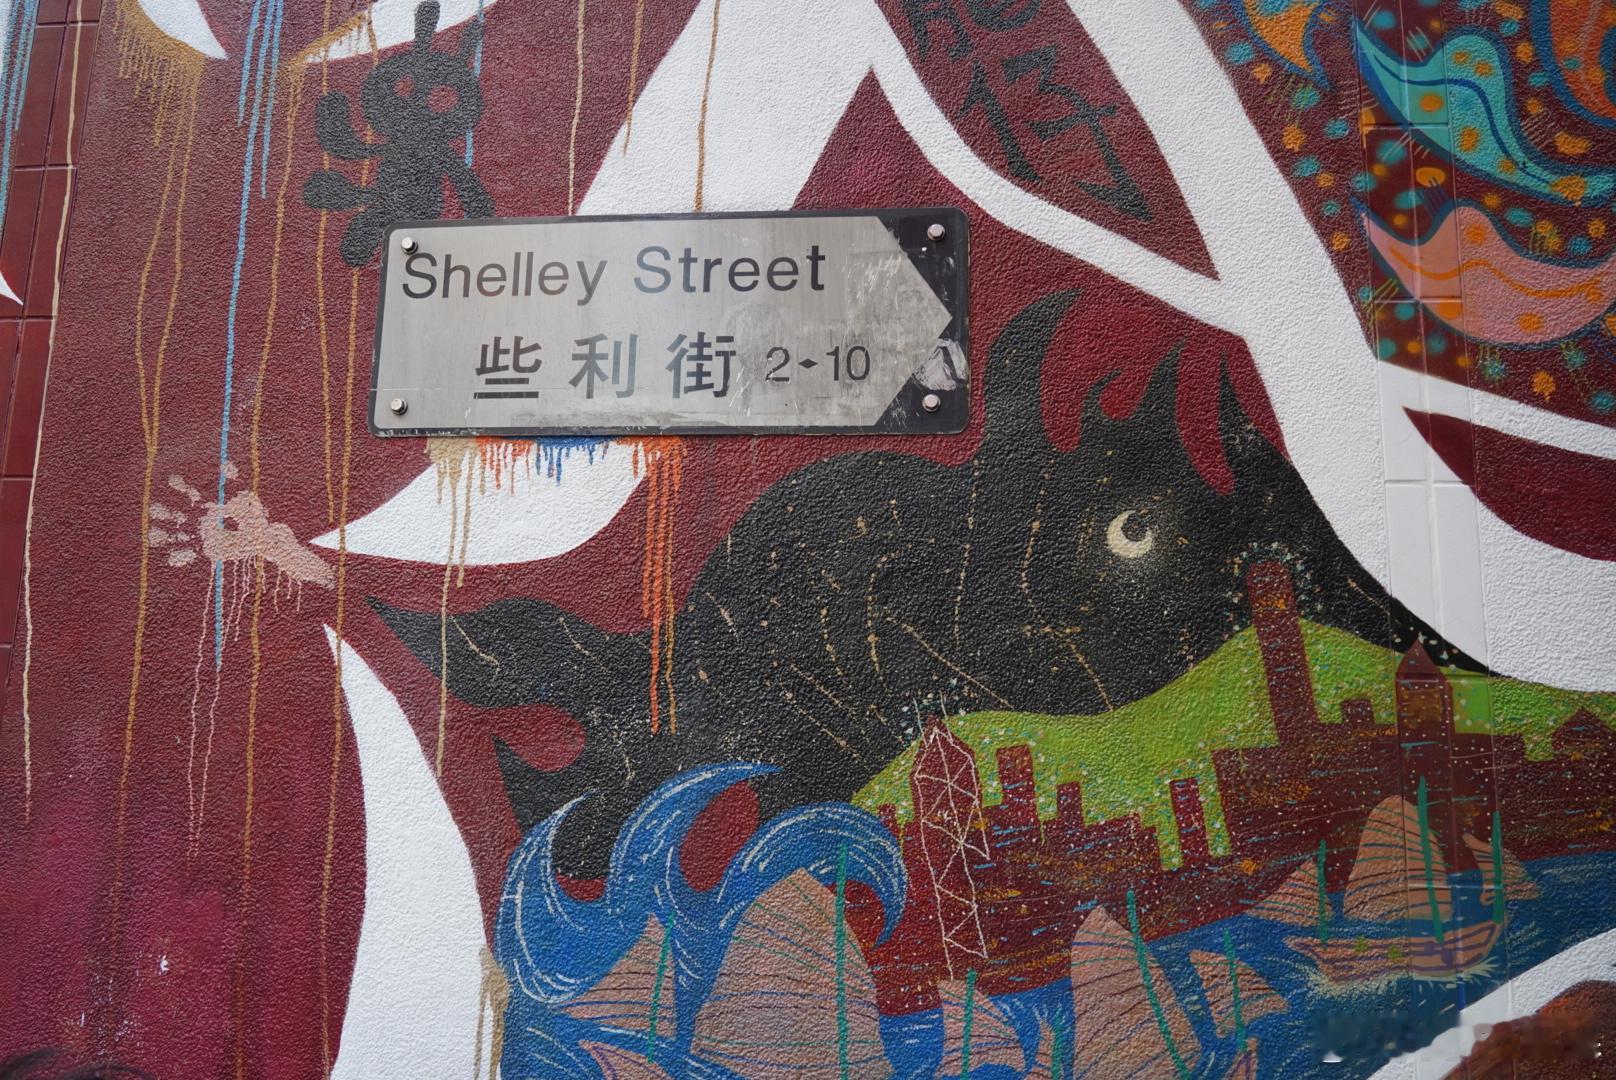 Shelley Street
些利街 2-10